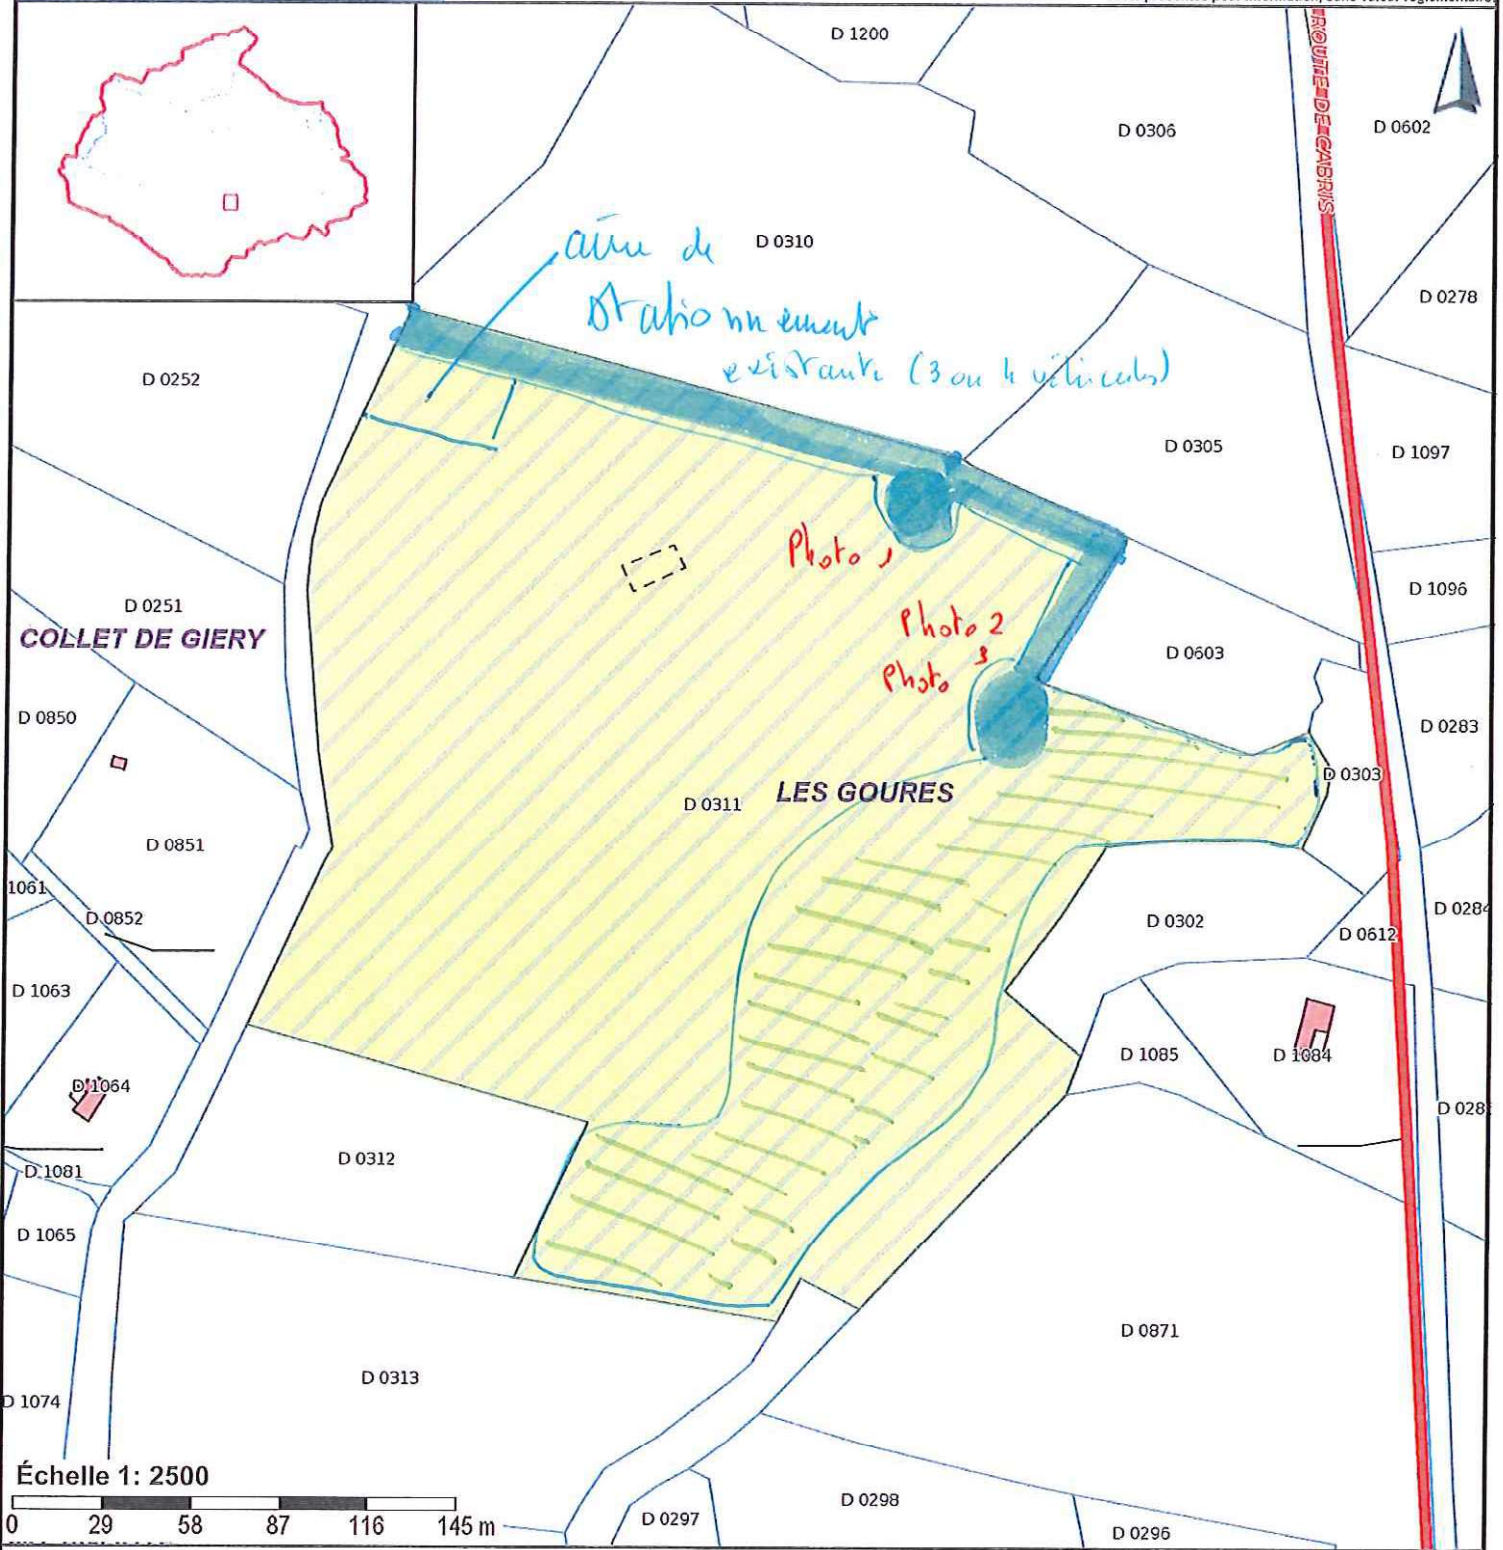 D 1200
ROUTE DE CABRIS
D 0306
D 0602
aire de
D 0310
stationnement
D 0278
existante (3 ou 4 véhicules)
D 0252
D 0305
D 1097
Photo 1
D 1096
D 0251
COLLET DE GIERY
Photo 2
D 0603
Photo 3
D 0850
D 0283
D 0303
LES GOURES
D 0311
D 0851
1061
D 0852
D 0302
D 0284
D 0612
D 1063
D 1085
D 1084
D 1064
D 028
D 0312
D 1081
D 1065
D 0871
D 0313
D 1074
Échelle 1: 2500
D 0298
0 29 58 87 116 145 m
D 0297
D 0296